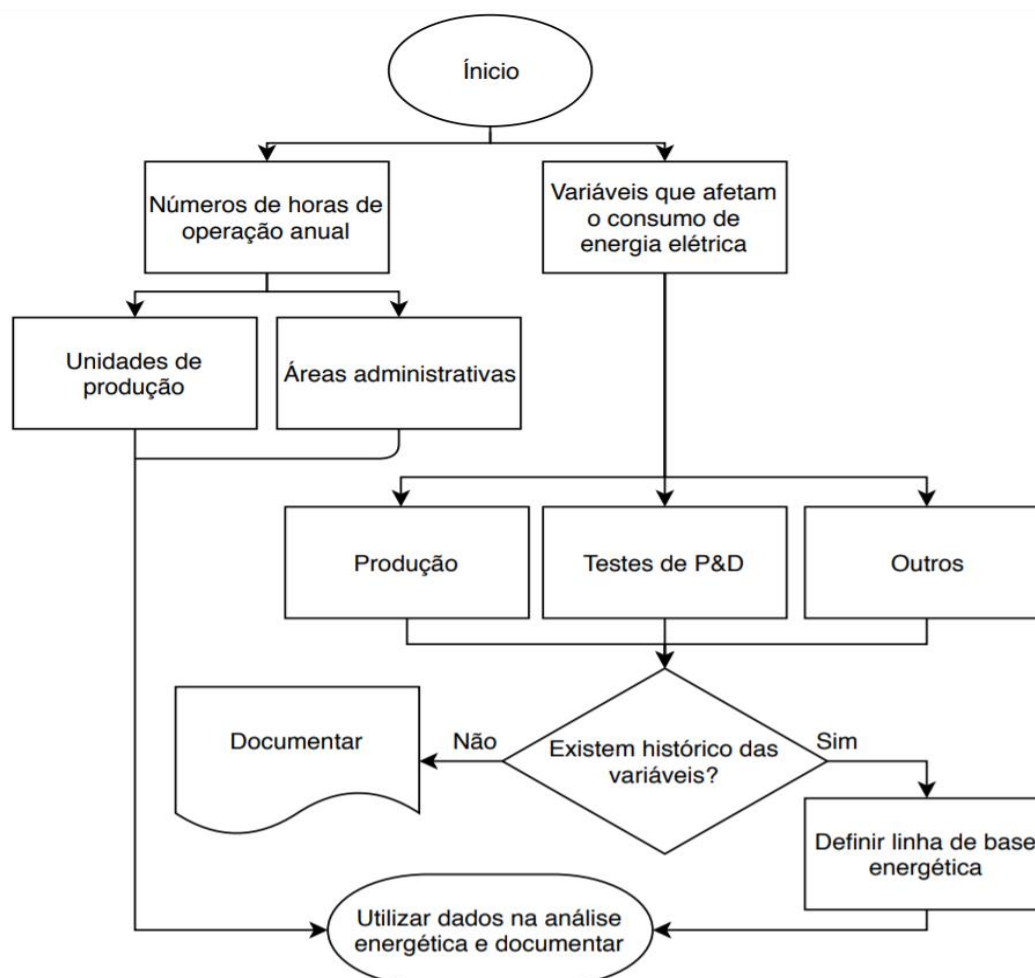 Ínicio
Números de horas de
operação anual
Variáveis que afetam
o consumo de
energia elétrica
Unidades de
produção
Áreas administrativas
Produção
Testes de P&D
Outros
Documentar
Não
Existem histórico das
variáveis?
Sim
Definir linha de base
energética
Utilizar dados na análise
energética e documentar